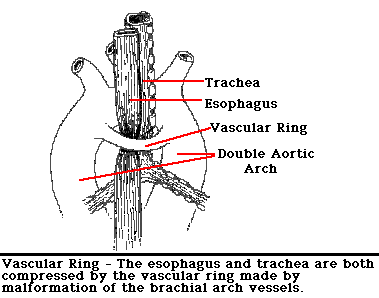 Trachea
Esophagus
Vascular Ring
Double Aortic
Arch
Vascular Ring - The esophagus and trachea are both
compressed by the vascular ring made by
malformation of the brachial arch vessels.